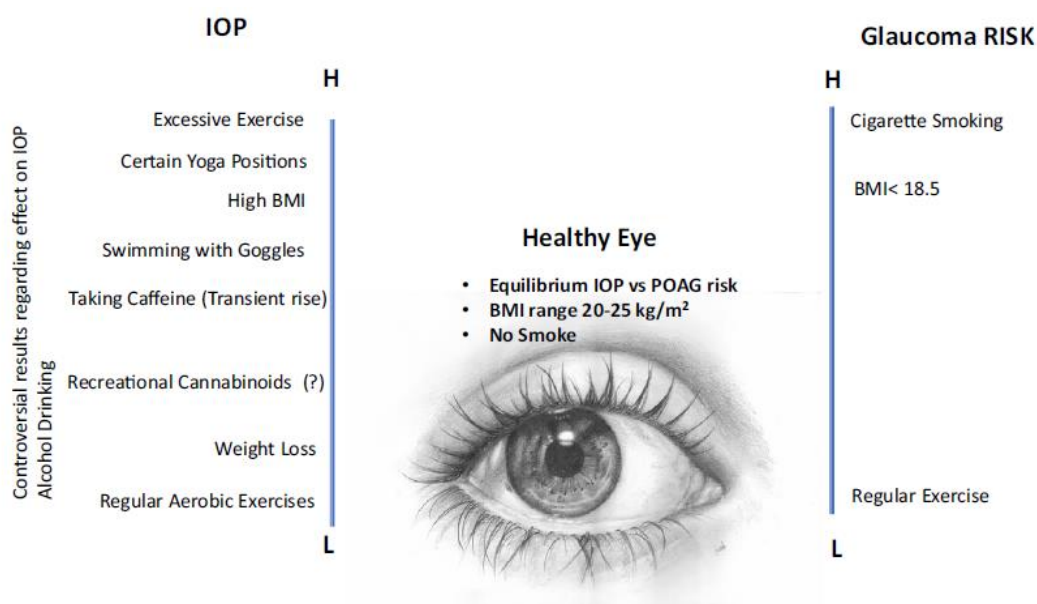 IOP
H
Excessive Exercise
Certain Yoga Positions
High BMI
Swimming with Goggles
Taking Caffeine (Transient rise)
Recreational Cannabinoids (?)
Weight Loss
Regular Aerobic Exercises
L
Controversial results regarding effect on IOP
Alcohol Drinking
Healthy Eye
• Equilibrium IOP vs POAG risk
• BMI range 20-25 kg/m²
• No Smoke
Glaucoma RISK
H
Cigarette Smoking
BMI< 18.5
Regular Exercise
L